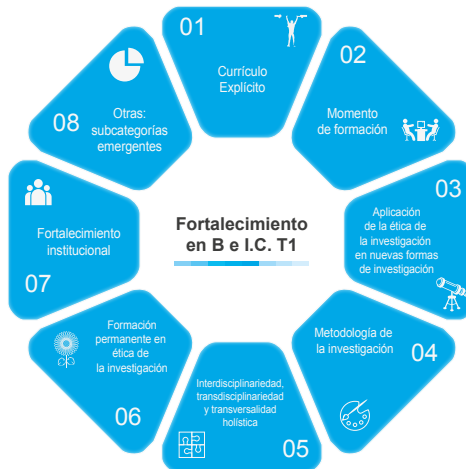 01
Currículo
Explícito
02
Momento
de formación
03
Aplicación
de la ética de
la investigación
en nuevas formas
de investigación
Metodología de
la investigación
04
Interdisciplinariedad,
transdisciplinariedad
y transversalidad
holística
05
Formación
permanente en
ética de
la investigación
06
Fortalecimiento
institucional
07
08
Otras:
subcategorías
emergentes
Fortalecimiento
en B e I.C. T1